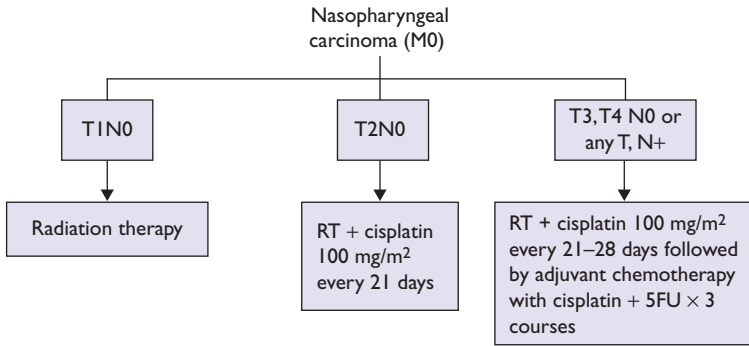 Nasopharyngeal
carcinoma (M0)
T1N0
T2N0
T3, T4 N0 or
any T, N+
Radiation therapy
RT + cisplatin
100 mg/m²
every 21 days
RT + cisplatin 100 mg/m²
every 21–28 days followed
by adjuvant chemotherapy
with cisplatin + 5FU × 3
courses